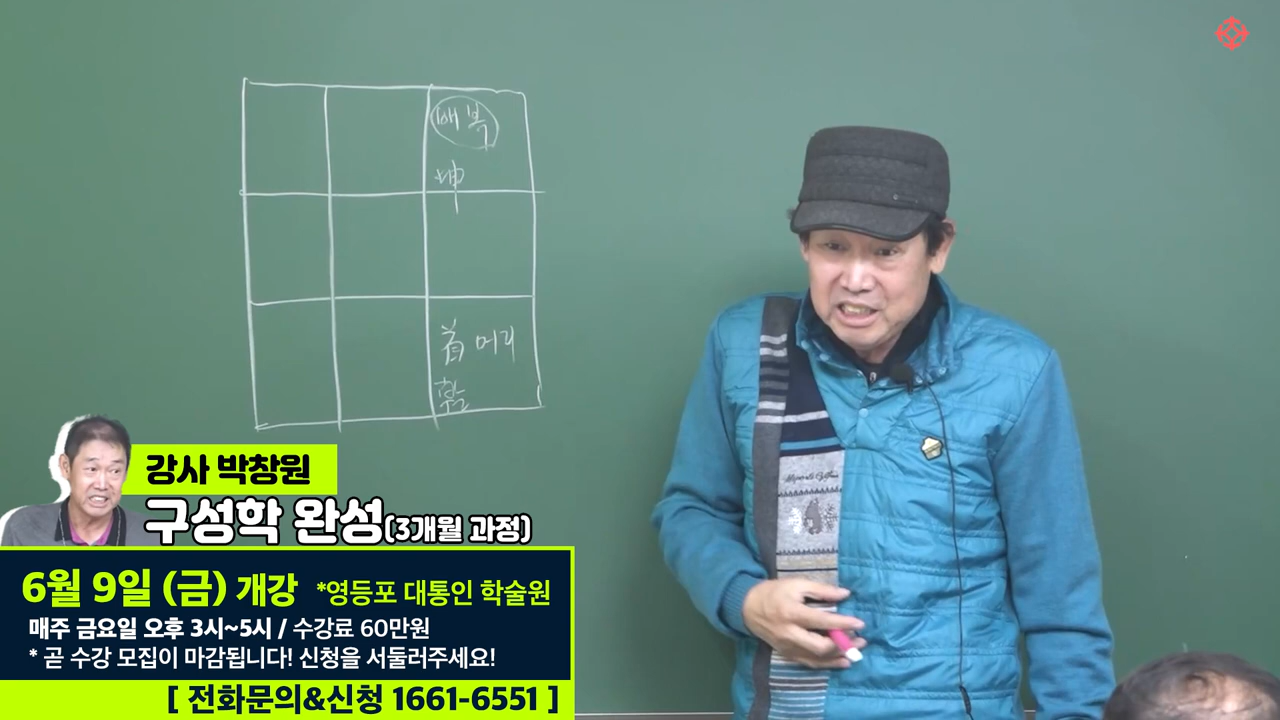 배 복
坤
首 머리
乾
강사 박창원
구성학 완성(3개월 과정)
6월 9일 (금) 개강 *영등포 대통인 학술원
매주 금요일 오후 3시~5시 / 수강료 60만원
* 곧 수강 모집이 마감됩니다! 신청을 서둘러주세요!
[ 전화문의&신청 1661-6551 ]